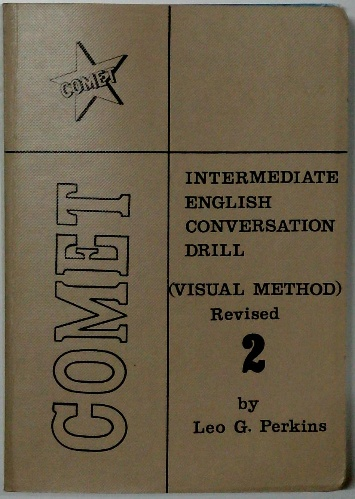 COMET
COMET
INTERMEDIATE
ENGLISH
CONVERSATION
DRILL
(VISUAL METHOD)
Revised
2
by
Leo G. Perkins